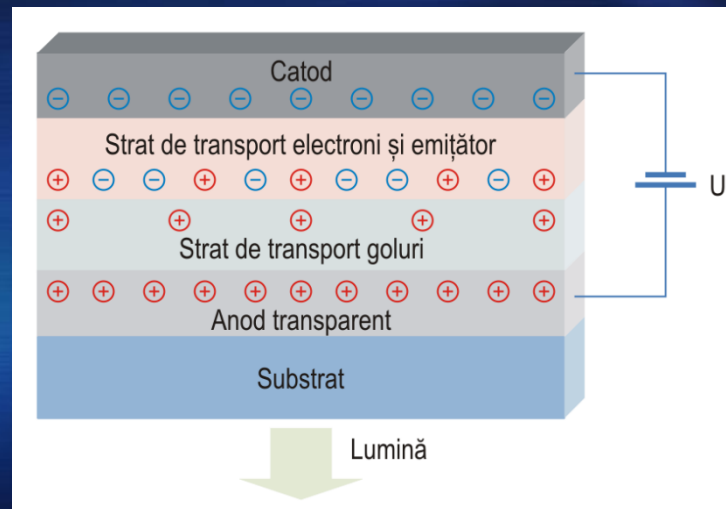 Catod
Strat de transport electroni și emițător
U
Strat de transport goluri
Anod transparent
Substrat
Lumină